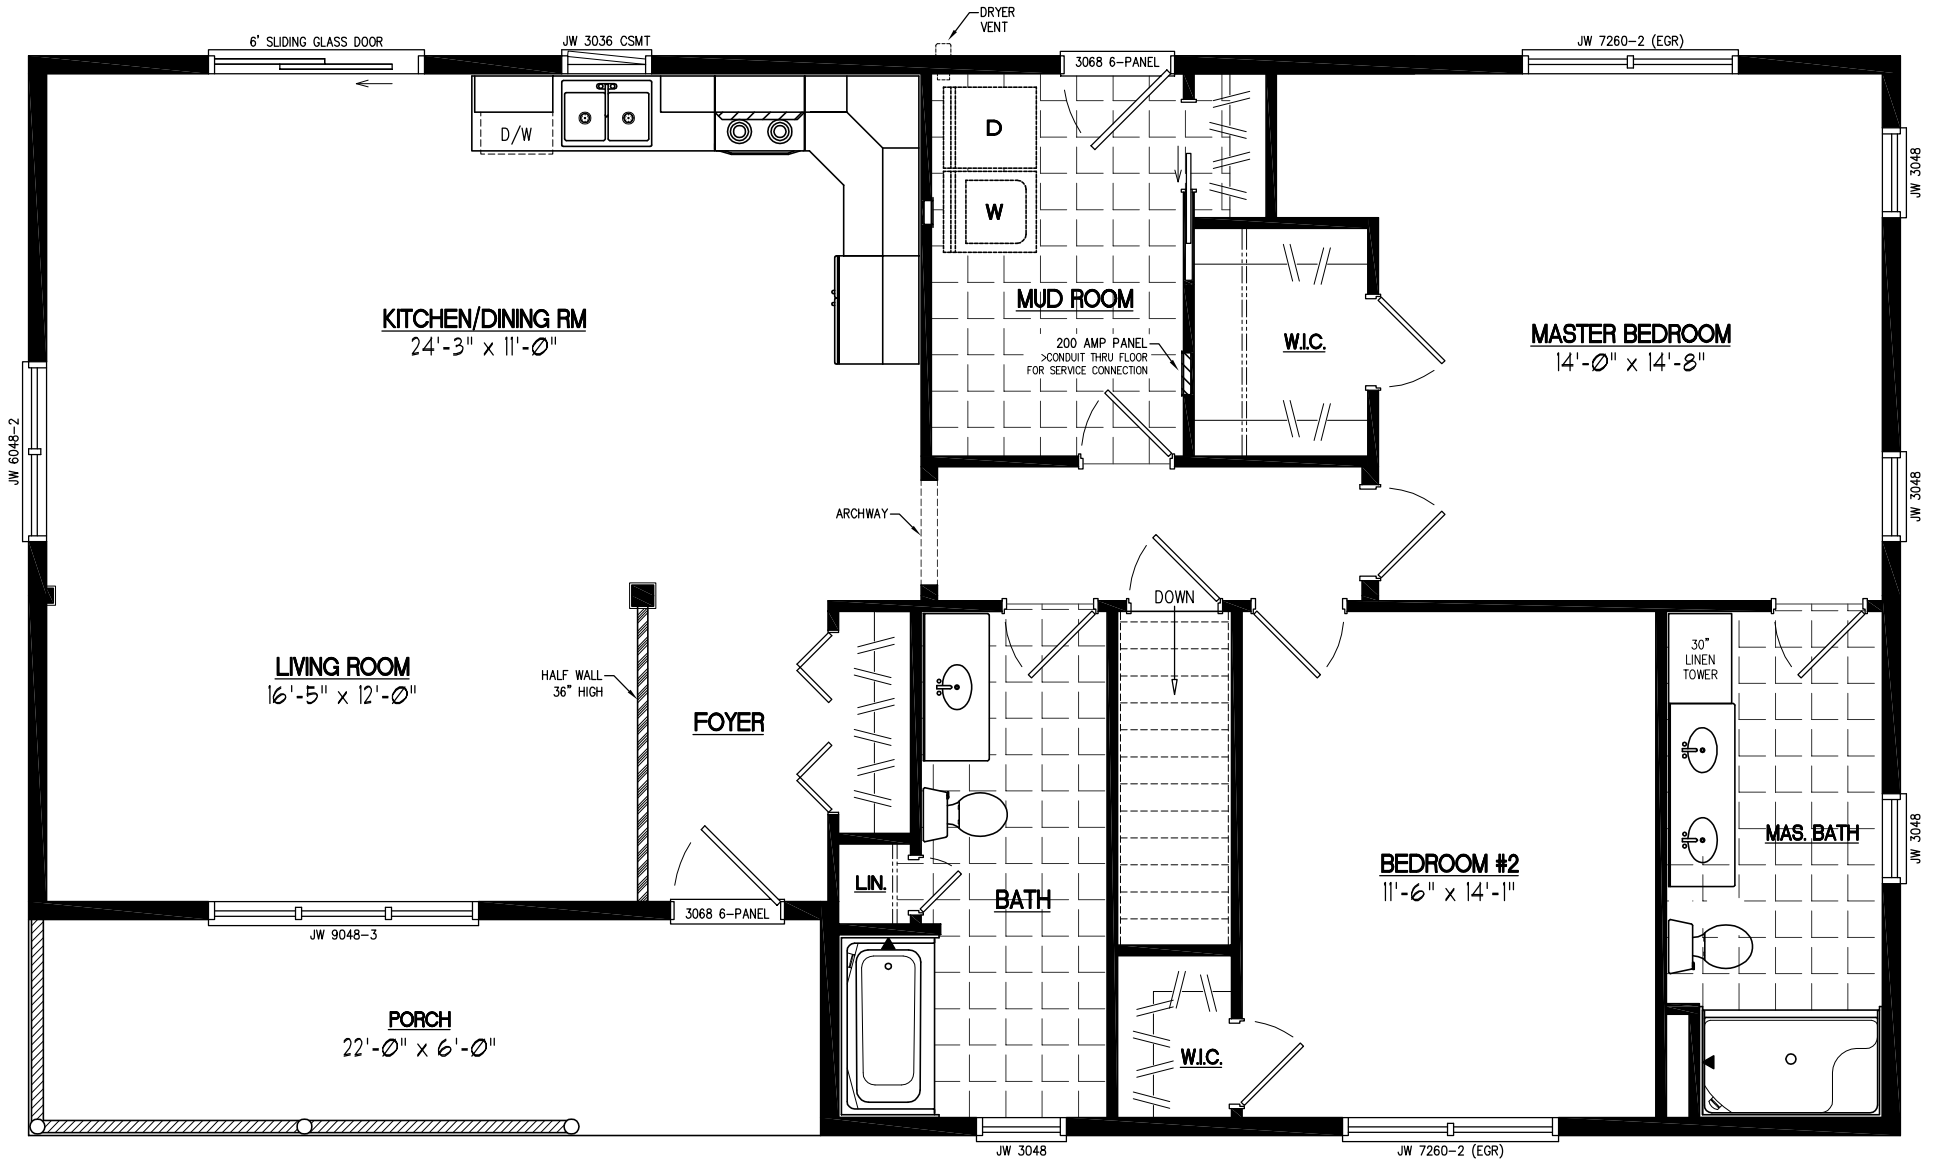 DRYER
VENT
6' SLIDING GLASS DOOR
JW 3036 CSMT
3068 6-PANEL
JW 7260-2 (EGR)
D/W
D
W
JW 3048
KITCHEN/DINING RM
24'-3" x 11'-0"
MUD ROOM
200 AMP PANEL
>CONDUIT THRU FLOOR
FOR SERVICE CONNECTION
W.I.C.
MASTER BEDROOM
14'-0" x 14'-8"
JW 6048-2
JW 3048
ARCHWAY
DOWN
LIVING ROOM
16'-5" x 12'-0"
HALF WALL
36" HIGH
FOYER
30"
LINEN
TOWER
MAS. BATH
JW 3048
BEDROOM #2
11'-6" x 14'-1"
LIN.
BATH
3068 6-PANEL
JW 9048-3
PORCH
22'-0" x 6'-0"
W.I.C.
JW 3048
JW 7260-2 (EGR)